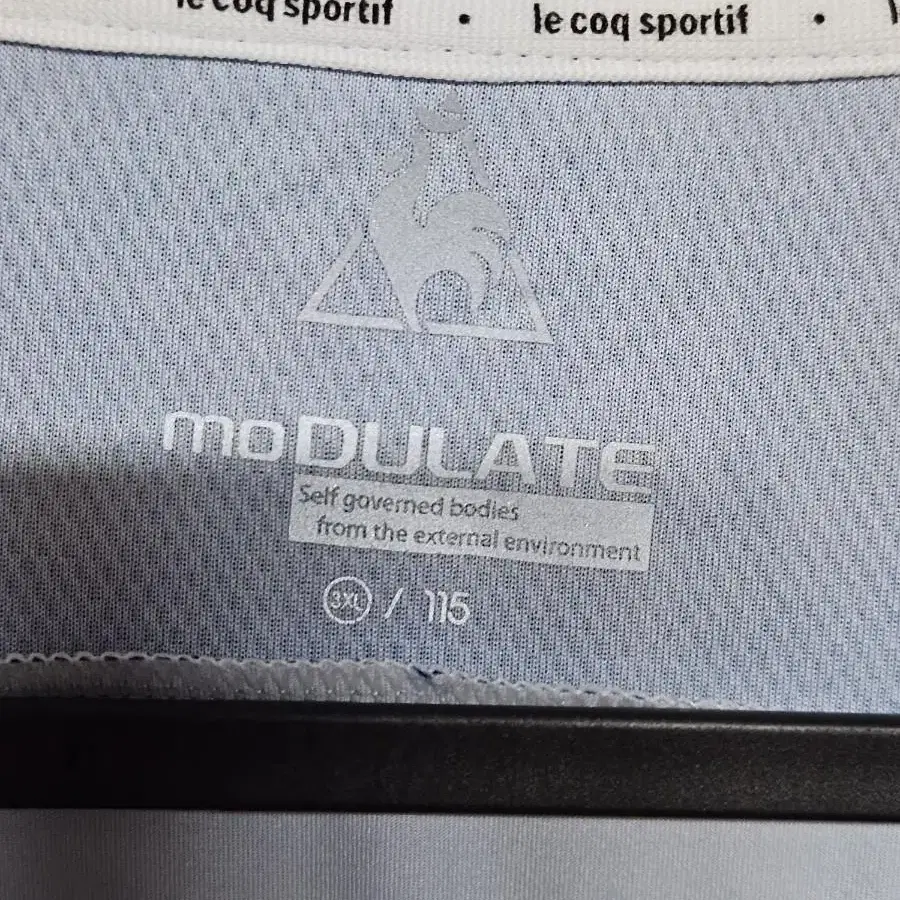 le coq sportif • le coq sportif •
moDULATE
Self governed bodies
from the external environment
3XL / 115